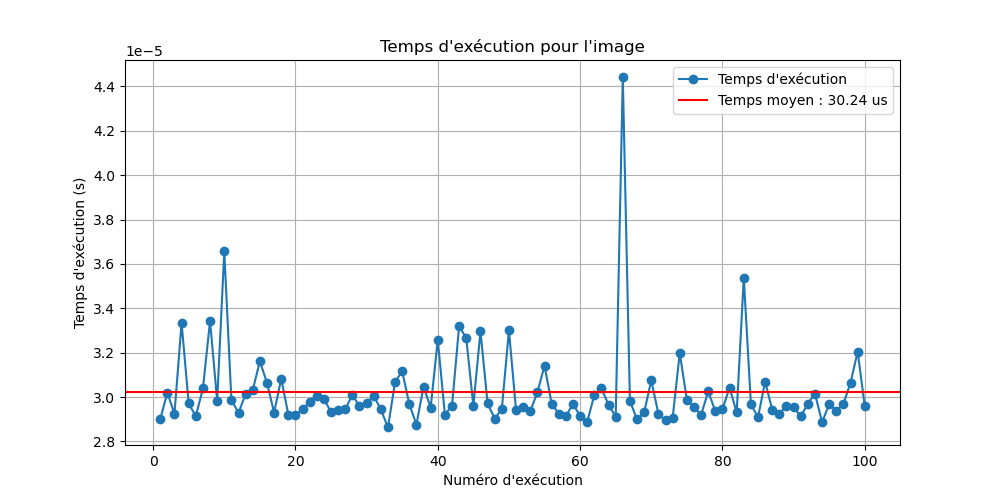 Temps d'exécution pour l'image
1e−5
Temps d'exécution
Temps moyen : 30.24 us
4.4
4.2
4.0
3.8
3.6
3.4
3.2
3.0
2.8
Temps d'exécution (s)
0 20 40 60 80 100
Numéro d'exécution